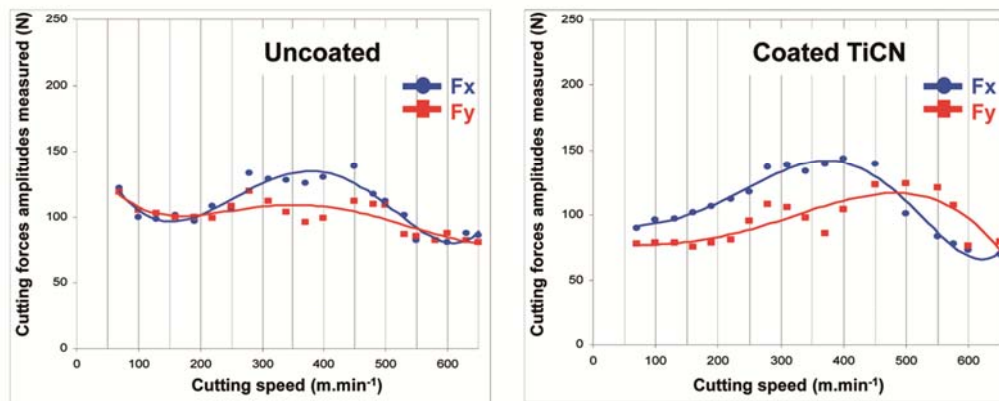 Cutting forces amplitudes measured (N)
250
200
150
100
50
0
Uncoated
Fx
Fy
0 100 200 300 400 500 600
Cutting speed (m.min⁻¹)
Cutting forces amplitudes measured (N)
250
200
150
100
50
0
Coated TiCN
Fx
Fy
0 100 200 300 400 500 600
Cutting speed (m.min⁻¹)